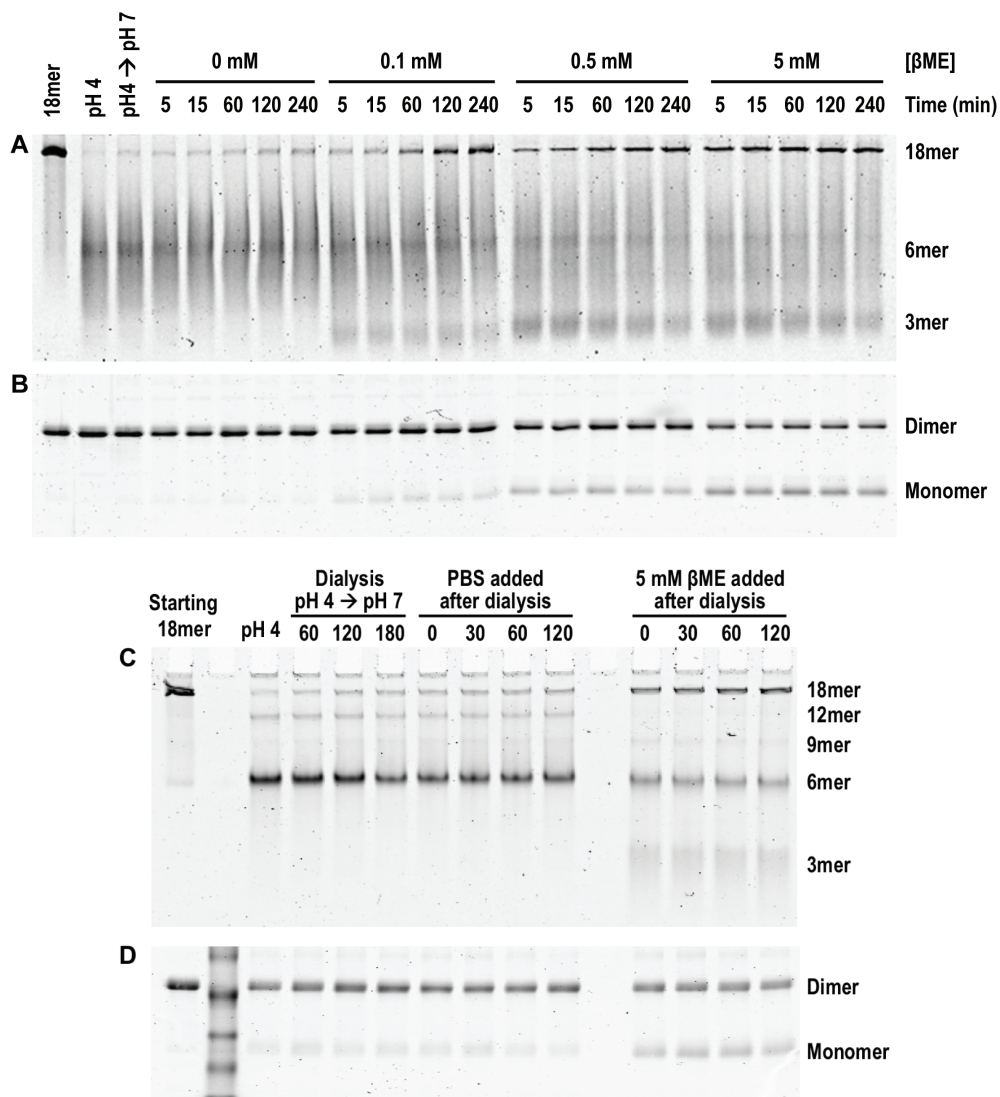 18mer
pH 4
pH4 → pH 7
0 mM 0.1 mM 0.5 mM 5 mM [βME]
5 15 60 120 240 5 15 60 120 240 5 15 60 120 240 5 15 60 120 240 Time (min)
A
18mer
6mer
3mer
B
Dimer
Monomer
Starting
18mer
pH 4
Dialysis
pH 4 → pH 7
60 120 180
PBS added
after dialysis
0 30 60 120
5 mM βME added
after dialysis
0 30 60 120
C
18mer
12mer
9mer
6mer
3mer
D
Dimer
Monomer